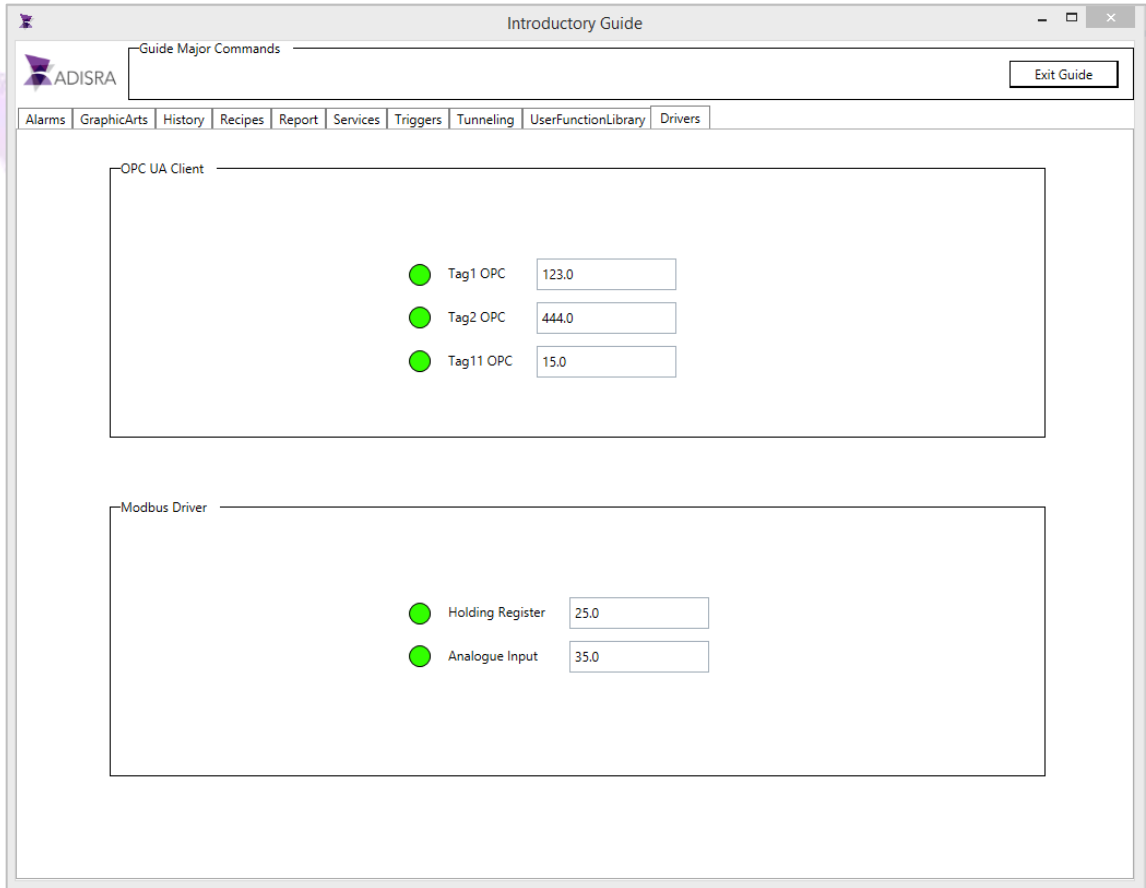 Introductory Guide
Guide Major Commands
ADISRA
Exit Guide
Alarms GraphicArts History Recipes Report Services Triggers Tunneling UserFunctionLibrary Drivers
OPC UA Client
Tag1 OPC 123.0
Tag2 OPC 444.0
Tag11 OPC 15.0
Modbus Driver
Holding Register 25.0
Analogue Input 35.0